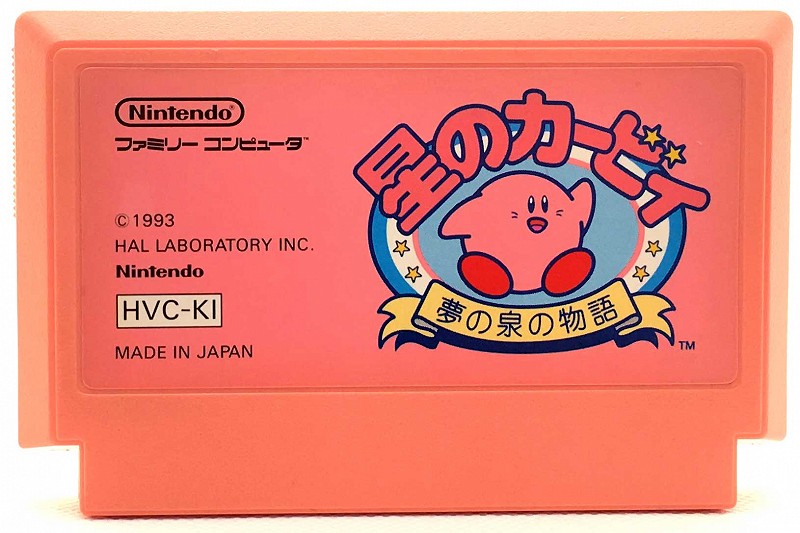 Nintendo®
ファミリー コンピュータ™
©1993
HAL LABORATORY INC.
Nintendo
HVC-KI
MADE IN JAPAN
星のカービィ
夢の泉の物語
™